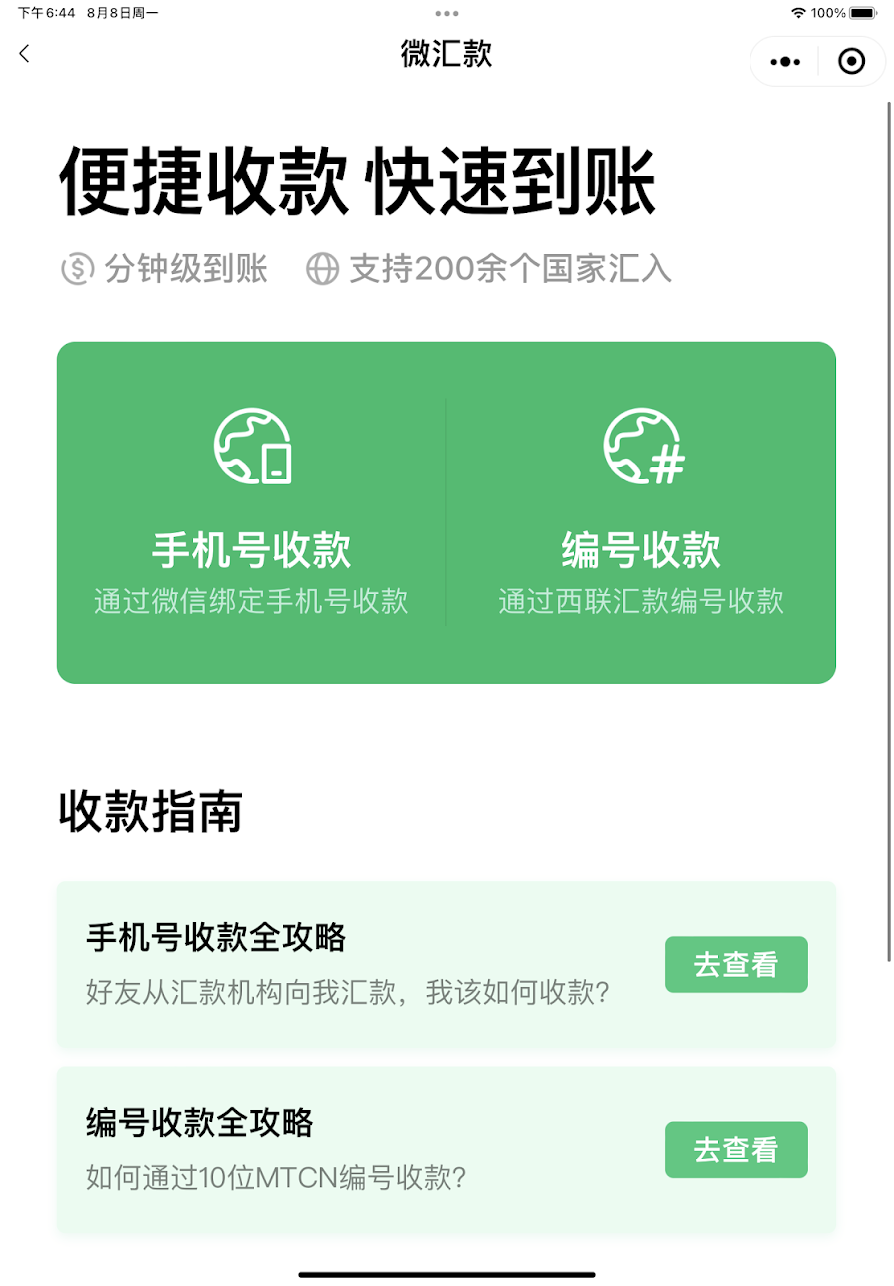 下午6:44 8月8日周一
100%
微汇款
便捷收款 快速到账
分钟级到账 支持200余个国家汇入
手机号收款
通过微信绑定手机号收款
编号收款
通过西联汇款编号收款
收款指南
手机号收款全攻略
好友从汇款机构向我汇款，我该如何收款?
去查看
编号收款全攻略
如何通过10位MTCN编号收款?
去查看